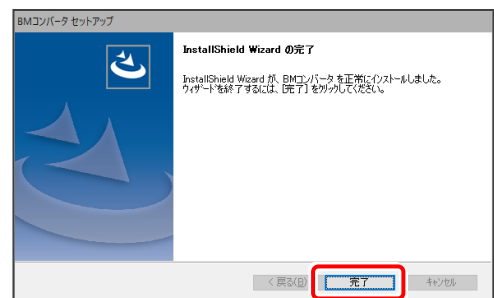 BMコンバータ セットアップ
InstallShield Wizard の完了
InstallShield Wizard が、BMコンバータ を正常にインストールしました。
ウィザードを終了するには、[完了] をクリックしてください。
< 戻る(B)
完了
キャンセル